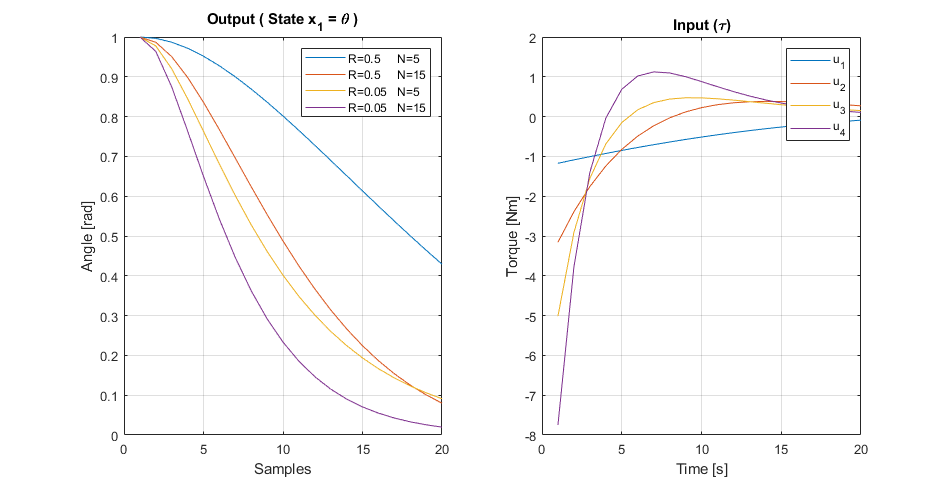 Output ( State x1 = θ )
1
0.9
0.8
0.7
0.6
0.5
0.4
0.3
0.2
0.1
0
Angle [rad]
R=0.5 N=5
R=0.5 N=15
R=0.05 N=5
R=0.05 N=15
0 5 10 15 20
Samples
Input (τ)
2
1
0
-1
-2
-3
-4
-5
-6
-7
-8
Torque [Nm]
u1
u2
u3
u4
0 5 10 15 20
Time [s]